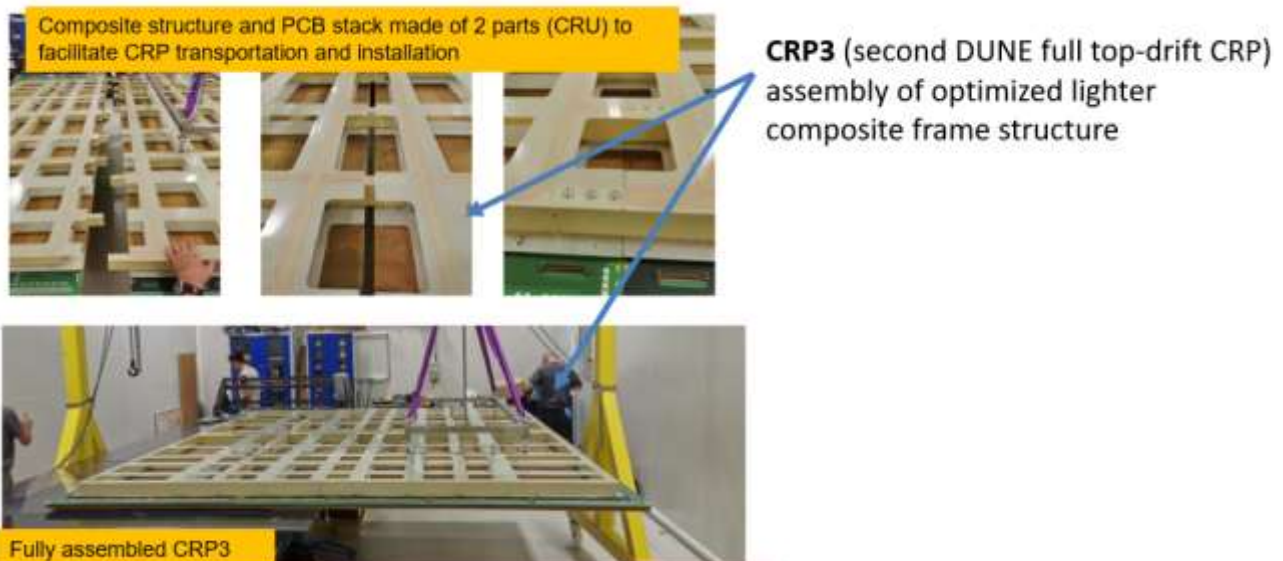 Composite structure and PCB stack made of 2 parts (CRU) to
facilitate CRP transportation and installation
CRP3 (second DUNE full top-drift CRP)
assembly of optimized lighter
composite frame structure
Fully assembled CRP3